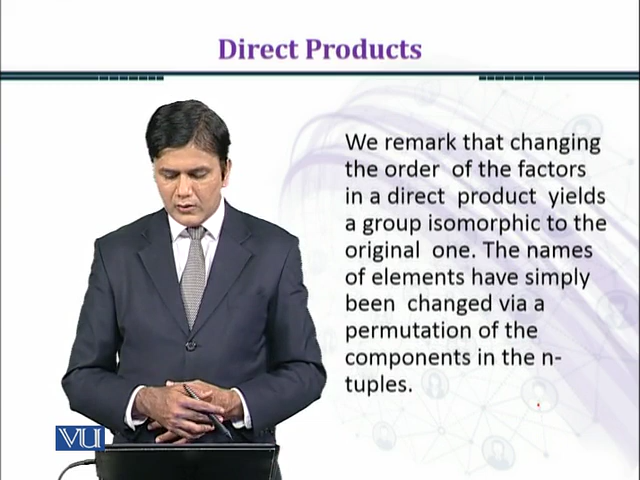 Direct Products
We remark that changing
the order of the factors
in a direct product yields
a group isomorphic to the
original one. The names
of elements have simply
been changed via a
permutation of the
components in the n-
tuples.
VU